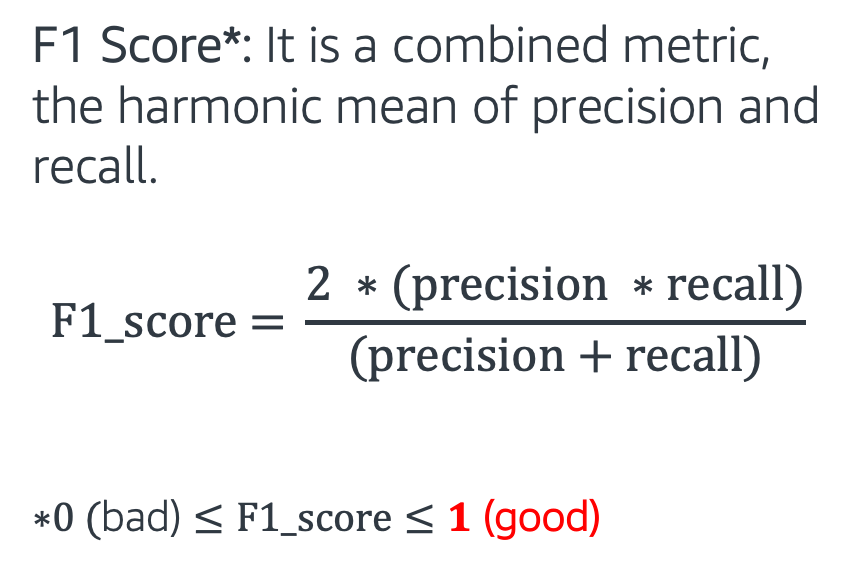 F1 Score*: It is a combined metric,
the harmonic mean of precision and
recall.
2 * (precision * recall)
F1_score =
(precision + recall)
*0 (bad) ≤ F1_score ≤ 1 (good)